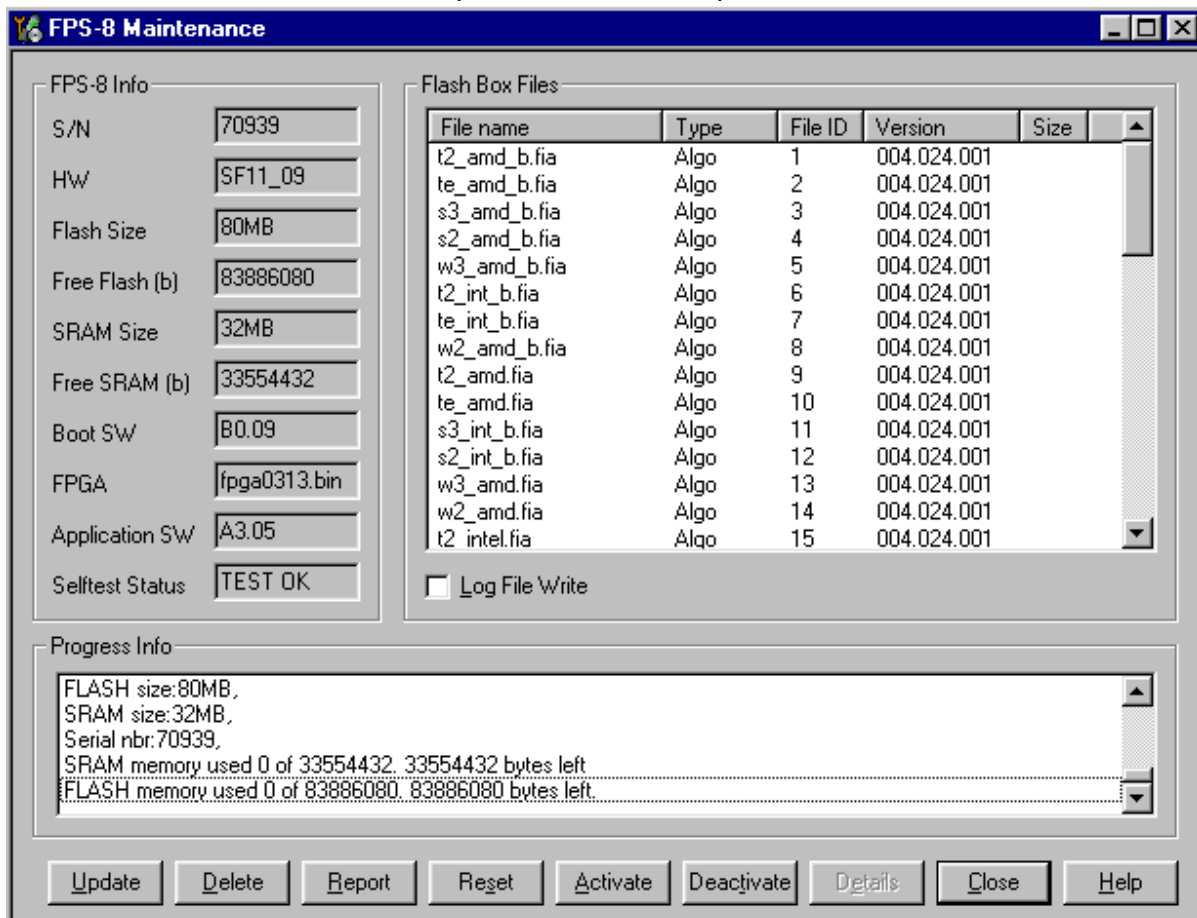 FPS-8 Maintenance
FPS-8 Info
S/N 70939
HW SF11_09
Flash Size 80MB
Free Flash (b) 83886080
SRAM Size 32MB
Free SRAM (b) 33554432
Boot SW B0.09
FPGA fpga0313.bin
Application SW A3.05
Selftest Status TEST OK
Flash Box Files
File name Type File ID Version Size
t2_amd_b.fia Algo 1 004.024.001
te_amd_b.fia Algo 2 004.024.001
s3_amd_b.fia Algo 3 004.024.001
s2_amd_b.fia Algo 4 004.024.001
w3_amd_b.fia Algo 5 004.024.001
t2_int_b.fia Algo 6 004.024.001
te_int_b.fia Algo 7 004.024.001
w2_amd_b.fia Algo 8 004.024.001
t2_amd.fia Algo 9 004.024.001
te_amd.fia Algo 10 004.024.001
s3_int_b.fia Algo 11 004.024.001
s2_int_b.fia Algo 12 004.024.001
w3_amd.fia Algo 13 004.024.001
w2_amd.fia Algo 14 004.024.001
t2_intel.fia Algo 15 004.024.001
Log File Write
Progress Info
FLASH size:80MB,
SRAM size:32MB,
Serial nbr:70939,
SRAM memory used 0 of 33554432. 33554432 bytes left
FLASH memory used 0 of 83886080. 83886080 bytes left.
Update Delete Report Reset Activate Deactivate Details Close Help